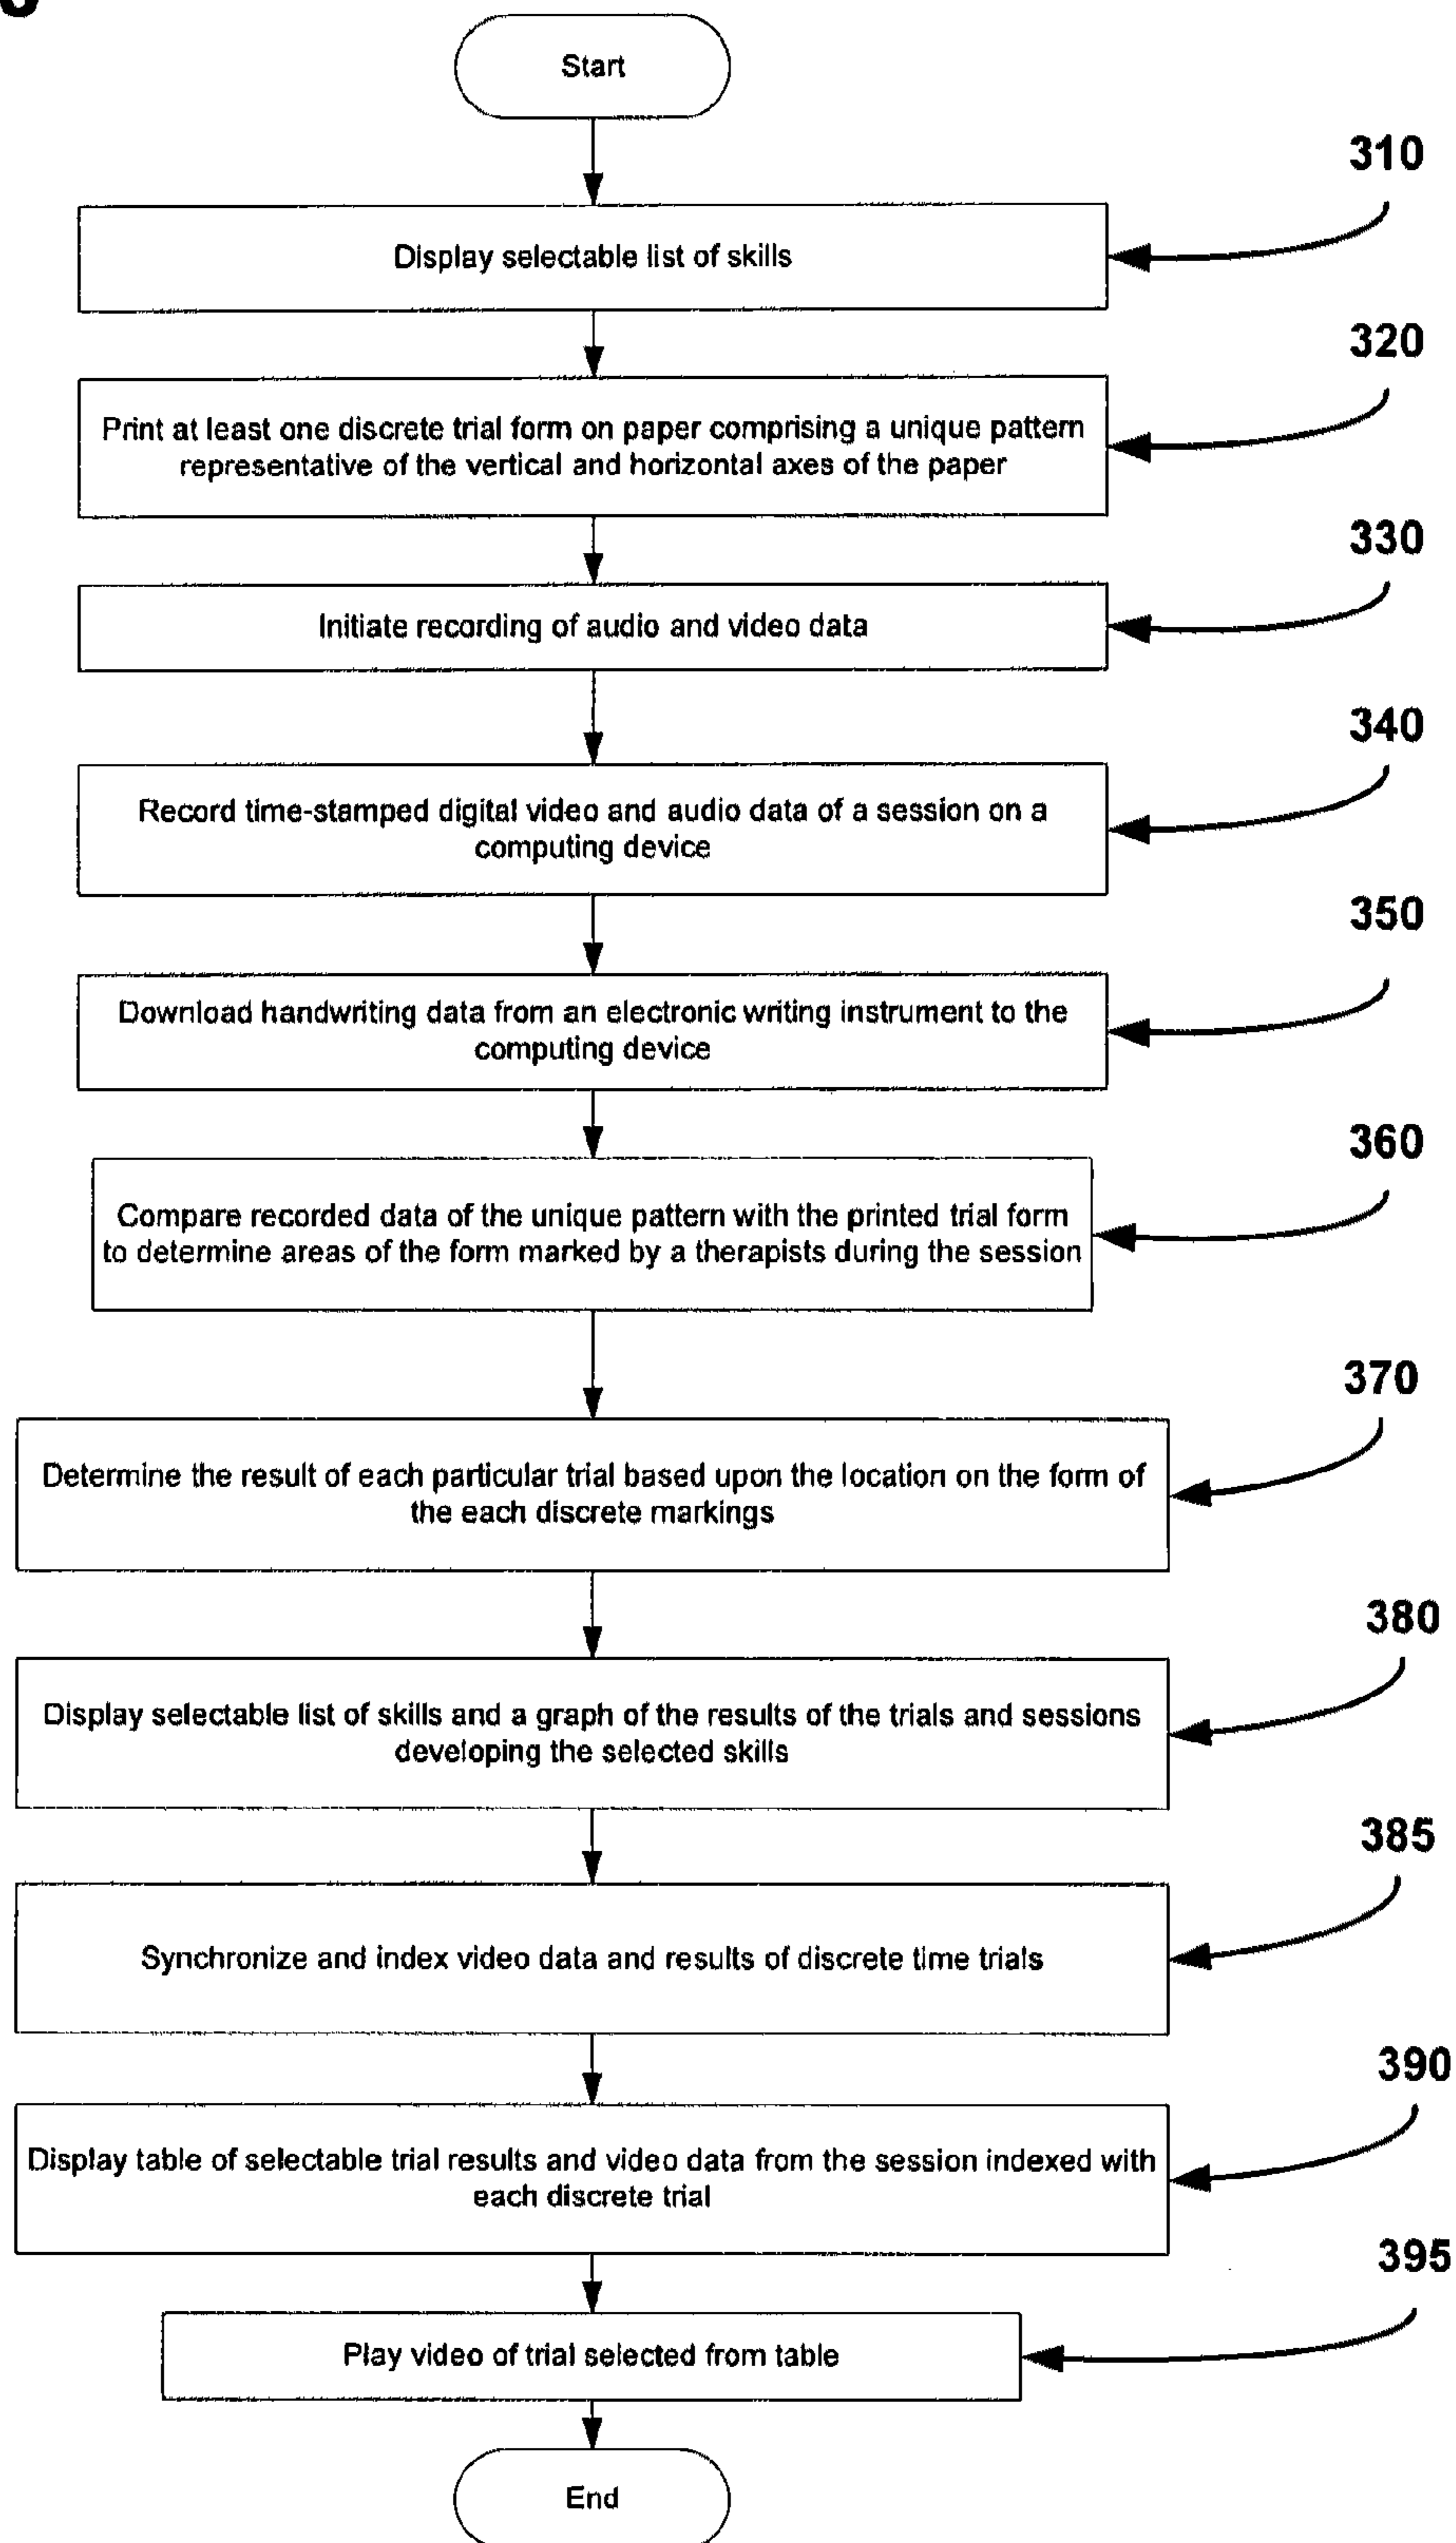 Start
310
Display selectable list of skills
320
Print at least one discrete trial form on paper comprising a unique pattern
representative of the vertical and horizontal axes of the paper
330
Initiate recording of audio and video data
340
Record time-stamped digital video and audio data of a session on a
computing device
350
Download handwriting data from an electronic writing instrument to the
computing device
360
Compare recorded data of the unique pattern with the printed trial form
to determine areas of the form marked by a therapists during the session
370
Determine the result of each particular trial based upon the location on the form of
the each discrete markings
380
Display selectable list of skills and a graph of the results of the trials and sessions
developing the selected skills
385
Synchronize and index video data and results of discrete time trials
390
Display table of selectable trial results and video data from the session indexed with
each discrete trial
395
Play video of trial selected from table
End